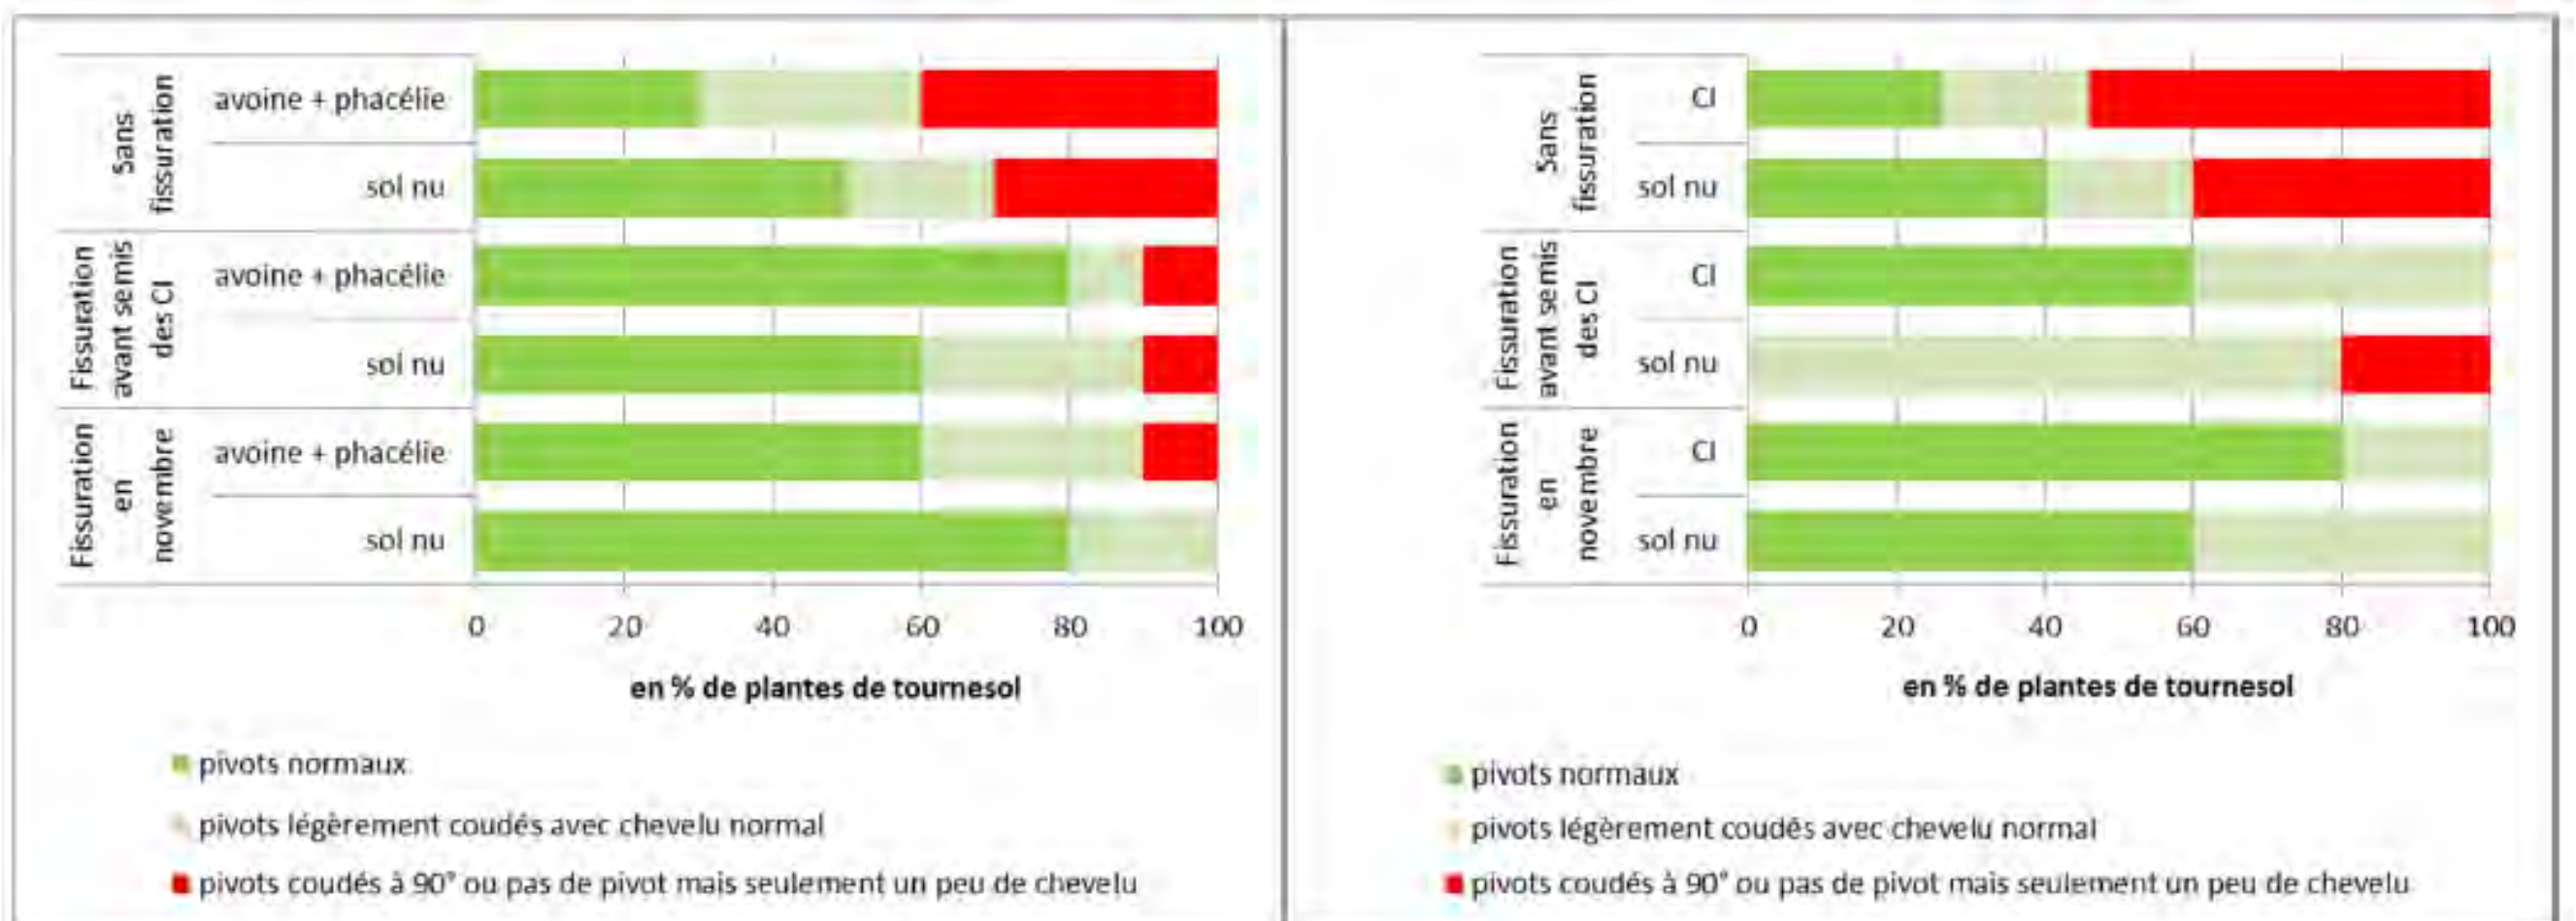 Sans
fissuration
avoine + phacélie
sol nu
Fissuration
avant semis
des CI
avoine + phacélie
sol nu
Fissuration
en
novembre
avoine + phacélie
sol nu
0 20 40 60 80 100
en % de plantes de tournesol
pivots normaux
pivots légèrement coudés avec chevelu normal
pivots coudés à 90° ou pas de pivot mais seulement un peu de chevelu
Sans
fissuration
CI
sol nu
Fissuration
avant semis
des CI
CI
sol nu
Fissuration
en
novembre
CI
sol nu
0 20 40 60 80 100
en % de plantes de tournesol
pivots normaux
pivots légèrement coudés avec chevelu normal
pivots coudés à 90° ou pas de pivot mais seulement un peu de chevelu